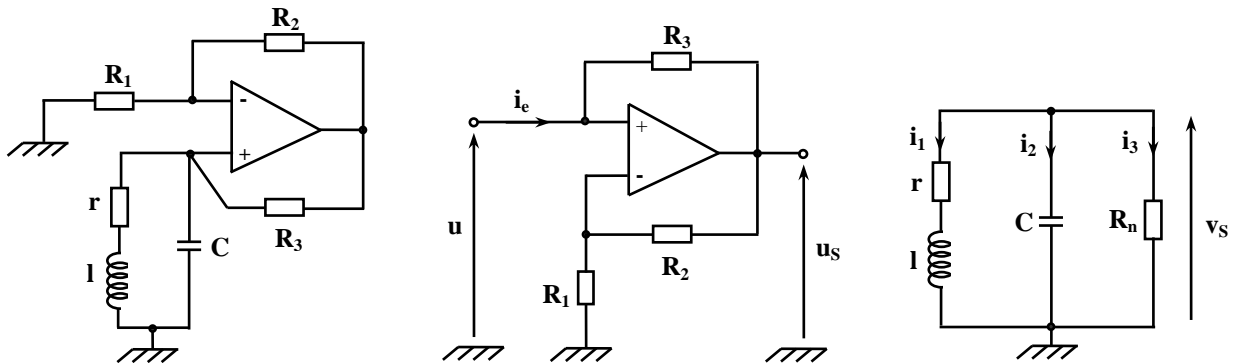 R₂
R₁
-
+
r
R₃
C
l
R₃
iₑ
+
-
u
R₂
uₛ
R₁
i₁
i₂
i₃
r
C
Rₙ
vₛ
l